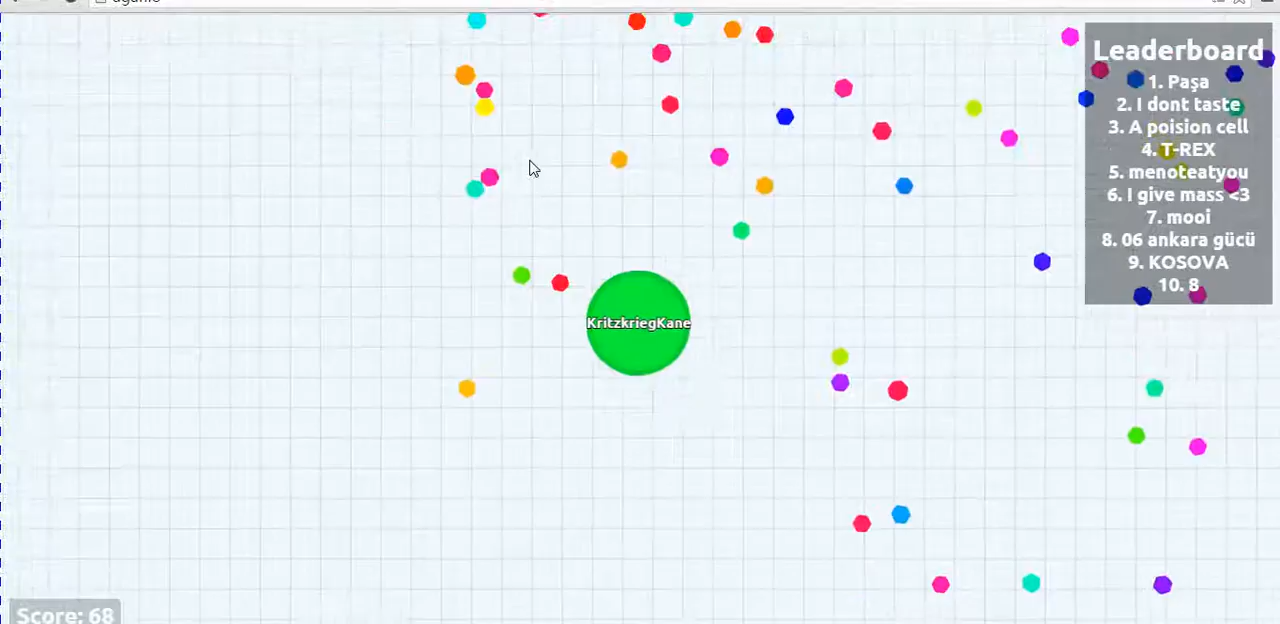 Leaderboard
1. Paşa
2. I dont taste
3. A poision cell
4. T-REX
5. menoteatyou
6. I give mass <3
7. mooi
8. 06 ankara gücü
9. KOSOVA
10. 8
KritzkriegKane
Score: 68